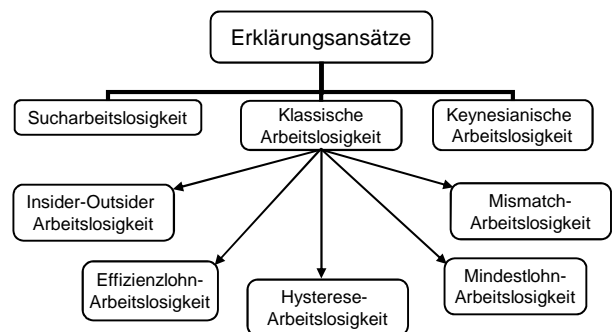 Erklärungsansätze
Sucharbeitslosigkeit
Klassische
Arbeitslosigkeit
Keynesianische
Arbeitslosigkeit
Insider-Outsider
Arbeitslosigkeit
Mismatch-
Arbeitslosigkeit
Effizienzlohn-
Arbeitslosigkeit
Hysterese-
Arbeitslosigkeit
Mindestlohn-
Arbeitslosigkeit